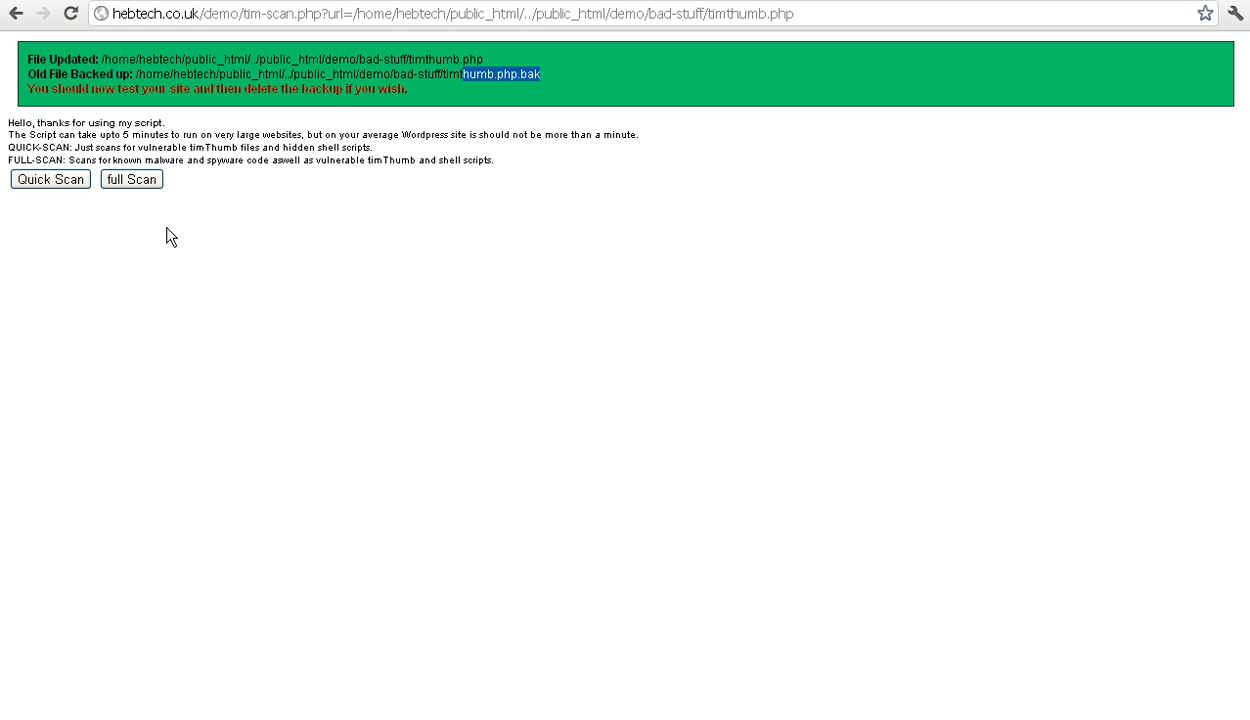 hebtech.co.uk/demo/tim-scan.php?url=/home/hebtech/public_html/../public_html/demo/bad-stuff/timthumb.php
File Updated: /home/hebtech/public_html/../public_html/demo/bad-stuff/timthumb.php
Old File Backed up: /home/hebtech/public_html/../public_html/demo/bad-stuff/timthumb.php.bak
You should now test your site and then delete the backup if you wish.
Hello, thanks for using my script.
The Script can take upto 5 minutes to run on very large websites, but on your average Wordpress site is should not be more than a minute.
QUICK-SCAN: Just scans for vulnerable timThumb files and hidden shell scripts.
FULL-SCAN: Scans for known malware and spyware code aswell as vulnerable timThumb and shell scripts.
Quick Scan full Scan